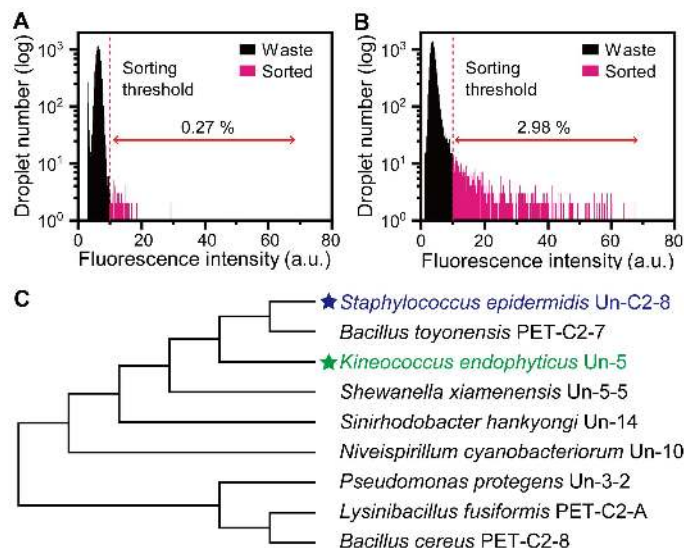 A
Droplet number (log)
10³
10²
10¹
10⁰
Waste
Sorted
Sorting
threshold
0.27 %
0 20 40 60 80
Fluorescence intensity (a.u.)
B
Droplet number (log)
10³
10²
10¹
10⁰
Waste
Sorted
Sorting
threshold
2.98 %
0 20 40 60 80
Fluorescence intensity (a.u.)
C
Staphylococcus epidermidis Un-C2-8
Bacillus toyonensis PET-C2-7
Kineococcus endophyticus Un-5
Shewanella xiamenensis Un-5-5
Sinirhodobacter hankyongi Un-14
Niveispirillum cyanobacteriorum Un-10
Pseudomonas protegens Un-3-2
Lysinibacillus fusiformis PET-C2-A
Bacillus cereus PET-C2-8